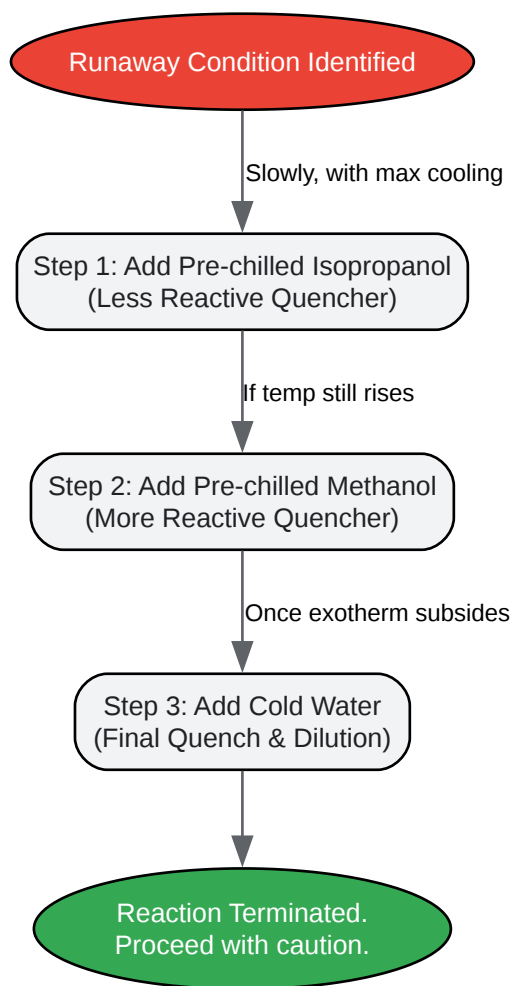 Runaway Condition Identified
Slowly, with max cooling
Step 1: Add Pre-chilled Isopropanol
(Less Reactive Quencher)
If temp still rises
Step 2: Add Pre-chilled Methanol
(More Reactive Quencher)
Once exotherm subsides
Step 3: Add Cold Water
(Final Quench & Dilution)
Reaction Terminated.
Proceed with caution.